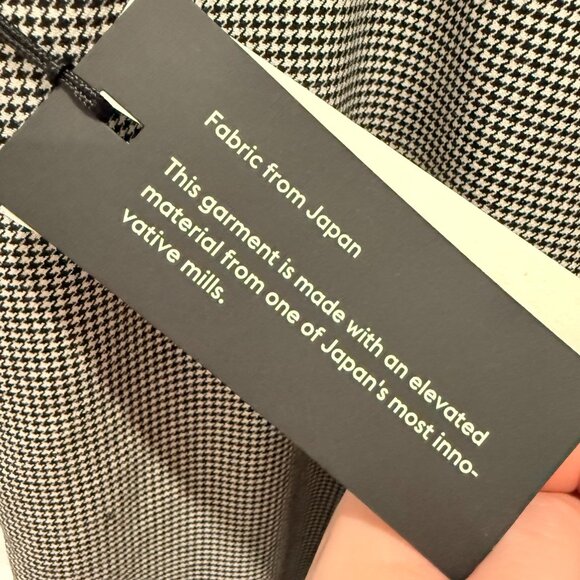 Fabric from Japan
This garment is made with an elevated
material from one of Japan's most inno-
vative mills.